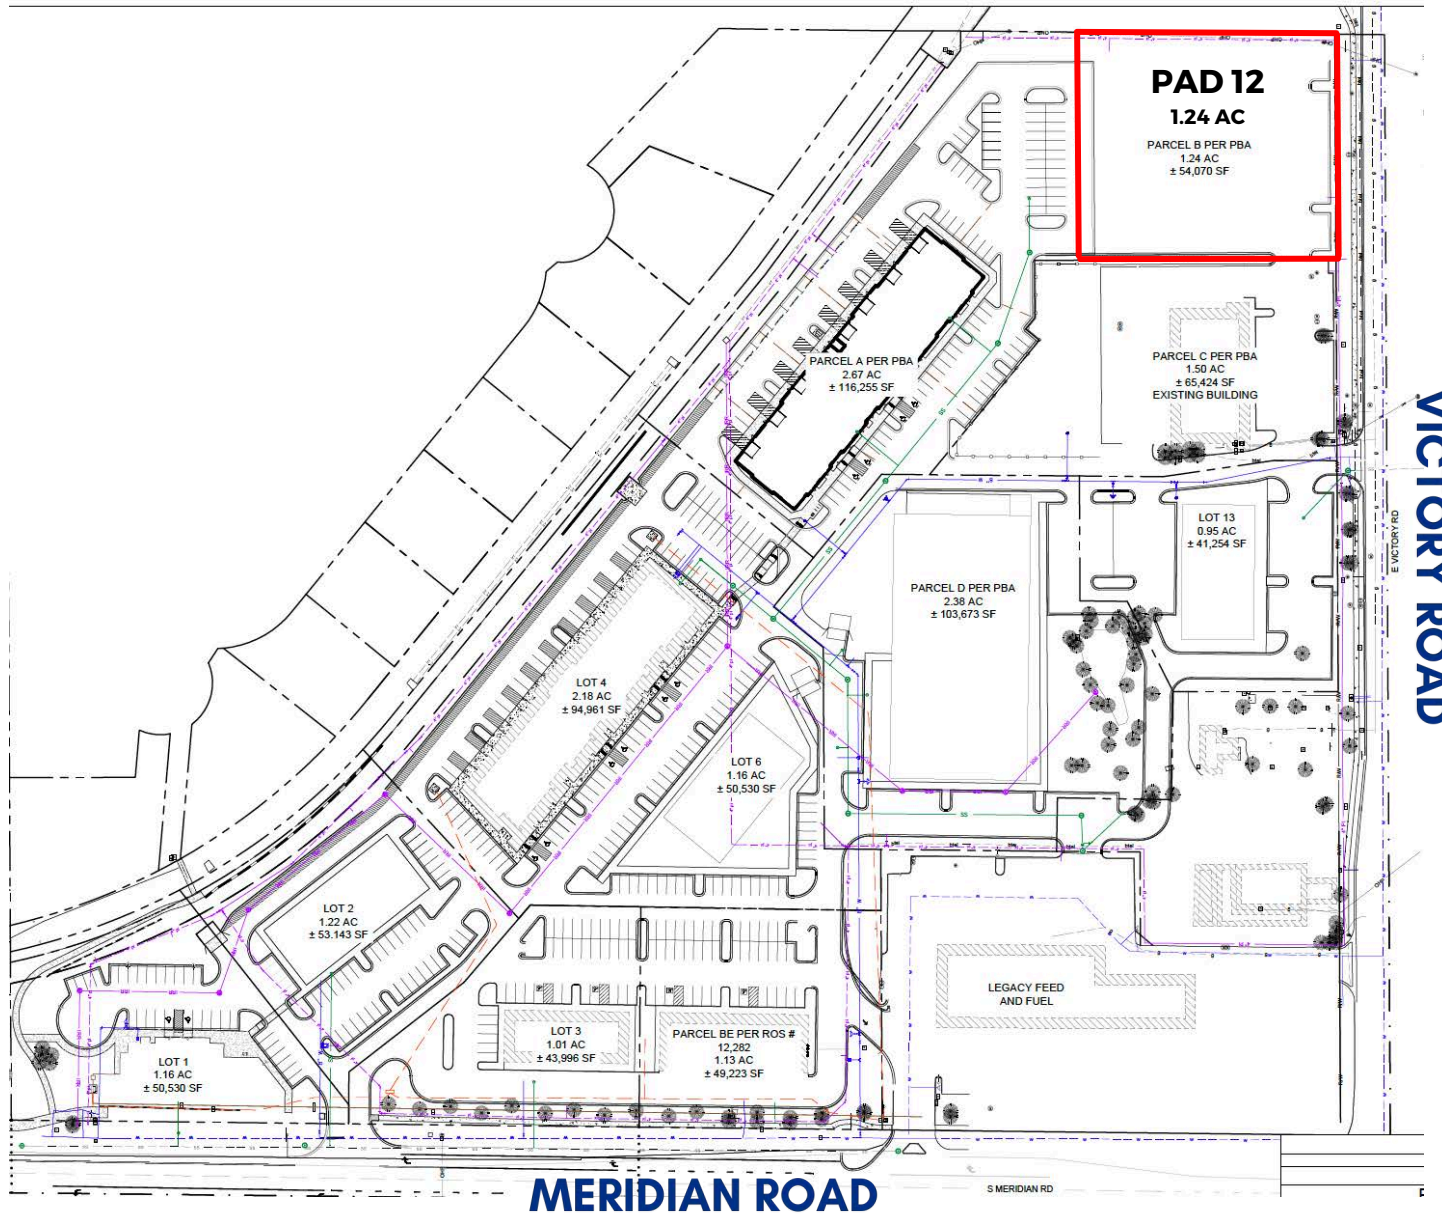 PAD 12
1.24 AC
PARCEL B PER PBA
1.24 AC
± 54,070 SF
PARCEL A PER PBA
2.67 AC
± 116,255 SF
PARCEL C PER PBA
1.50 AC
± 65,424 SF
EXISTING BUILDING
LOT 13
0.95 AC
± 41,254 SF
E VICTORY RD
VICTORY ROAD
PARCEL D PER PBA
2.38 AC
± 103,673 SF
LOT 4
2.18 AC
± 94,961 SF
LOT 6
1.16 AC
± 50,530 SF
LOT 2
1.22 AC
± 53.143 SF
LEGACY FEED
AND FUEL
LOT 3
1.01 AC
± 43,996 SF
PARCEL BE PER ROS #
12,282
1.13 AC
± 49,223 SF
LOT 1
1.16 AC
± 50,530 SF
S MERIDIAN RD
MERIDIAN ROAD